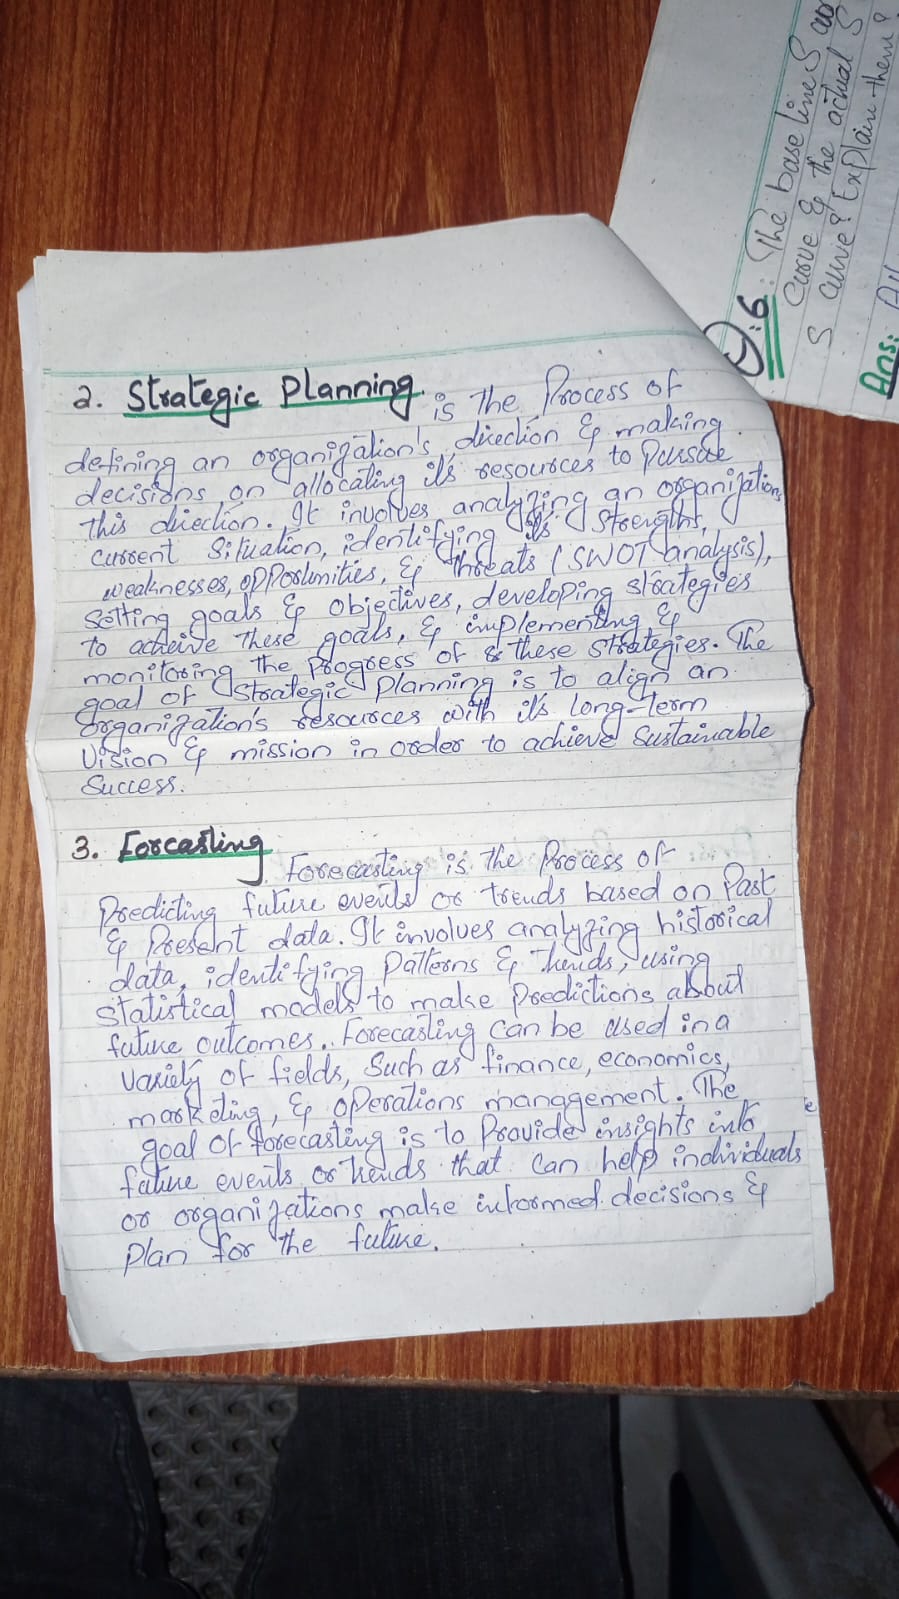 2. Strategic Planning is the Process of
defining an organization's direction & making
decisions on allocating its resources to Pursue
this direction. It involves analyzing an organization
current Situation, identifying its Strengths,
weaknesses, opportunities, & threats (SWOT analysis),
Setting goals & objectives, developing strategies
to acheive these goals, & implementing &
monitoring the Progress of these strategies. The
goal of Strategic Planning is to align an
Organization's resources with it's long-term
Vision & mission in order to achieve Sustainable
Success.
3. Forcasting Forecasting is the Process of
Predicting future events or trends based on Past
& Present data. It involves analyzing historical
data, identifying Patterns & Trends, using
statistical models to make Predictions about
future outcomes. Forecasting can be used in a
Variety of fields, Such as finance, economics,
marketing, & operations management. The
goal of forecasting is to Provide insights into
future events or trends that can help individuals
or organizations make informed decisions &
Plan for the future.
Q:6: The base line S
Curve & the actual S
S curve? Explain them?
Ans: